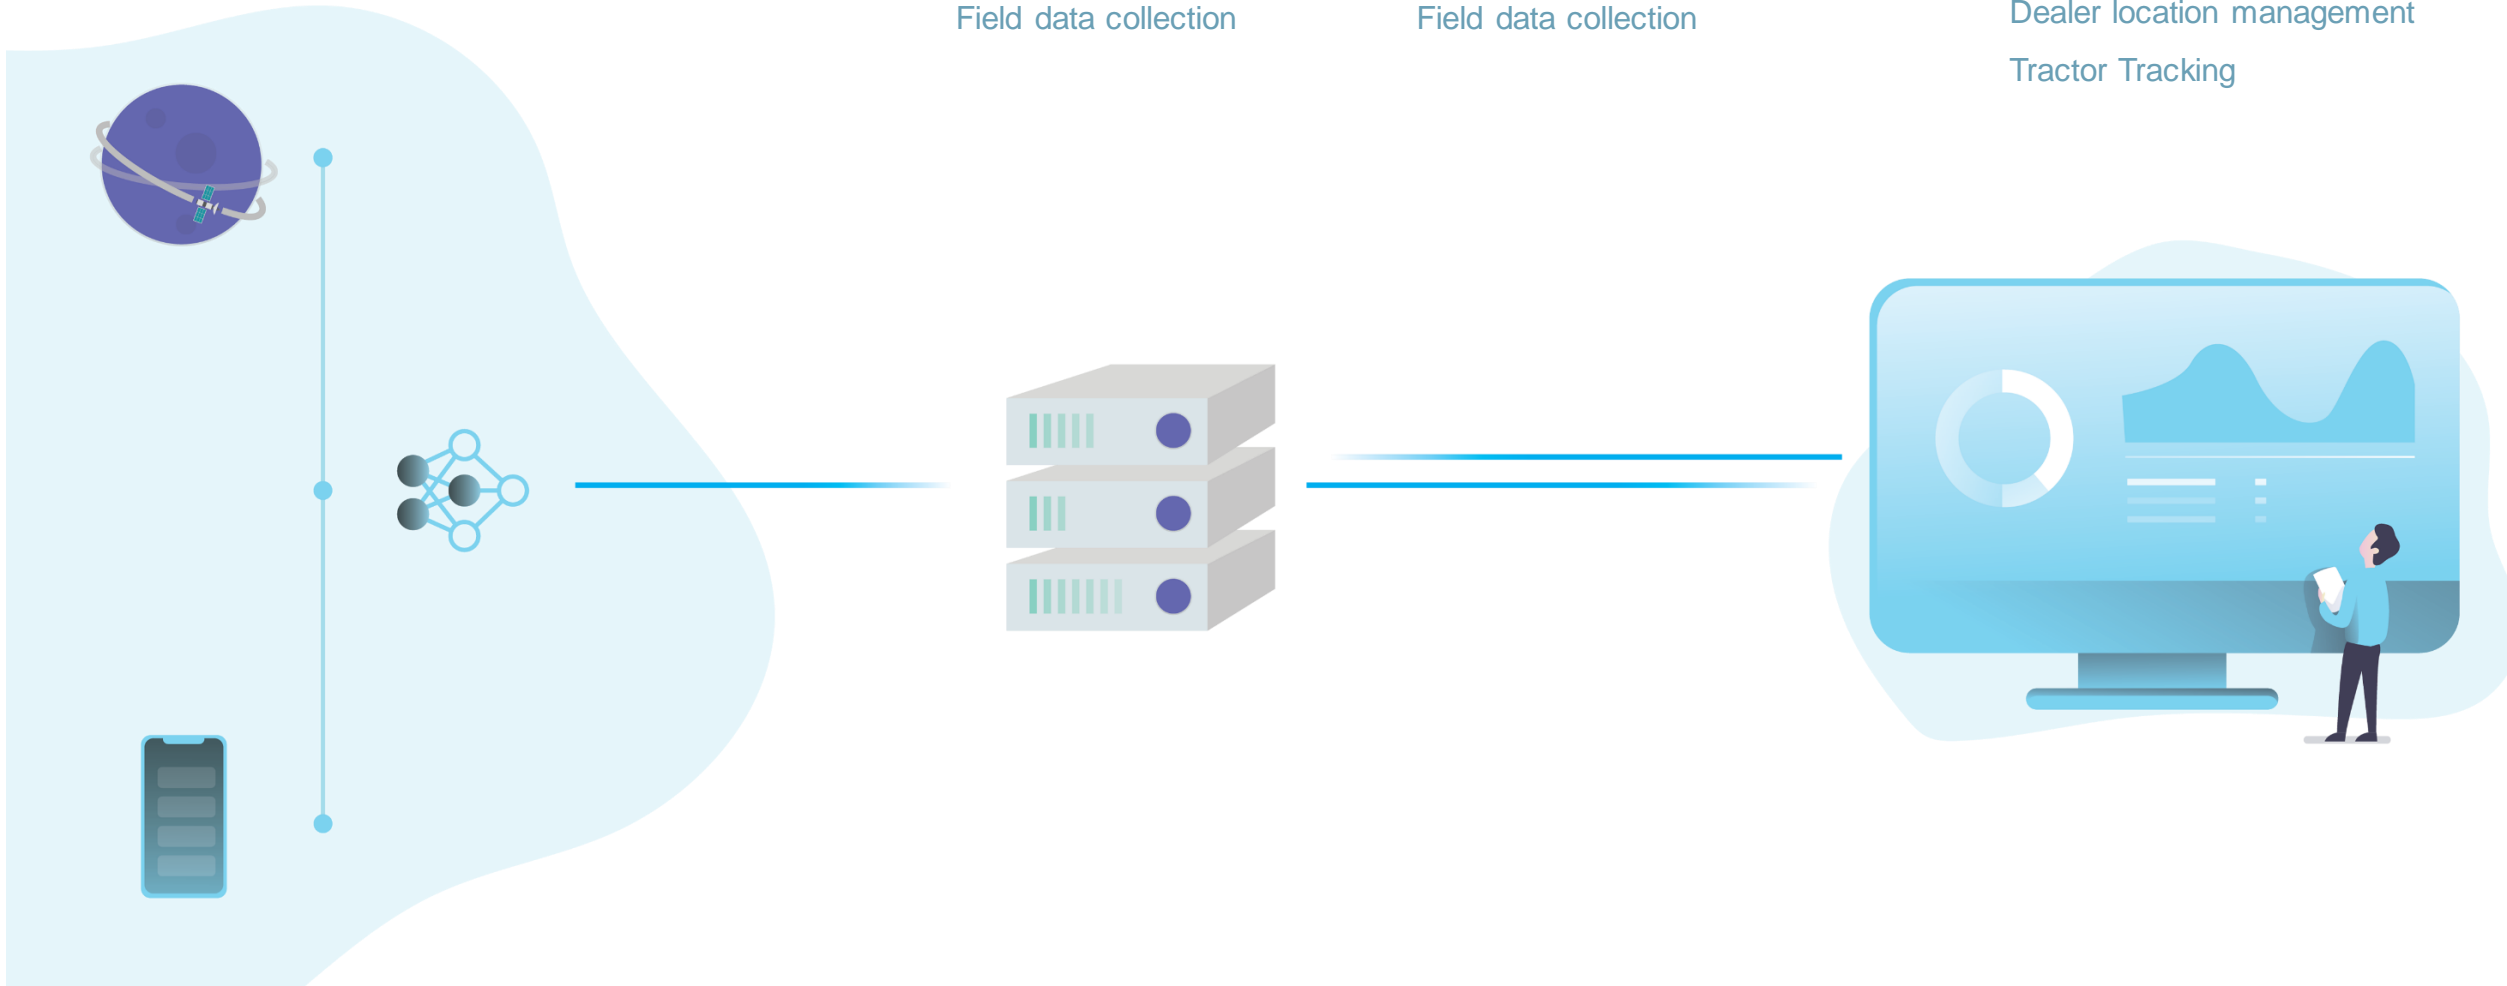 Field data collection
Field data collection
Dealer location management
Tractor Tracking